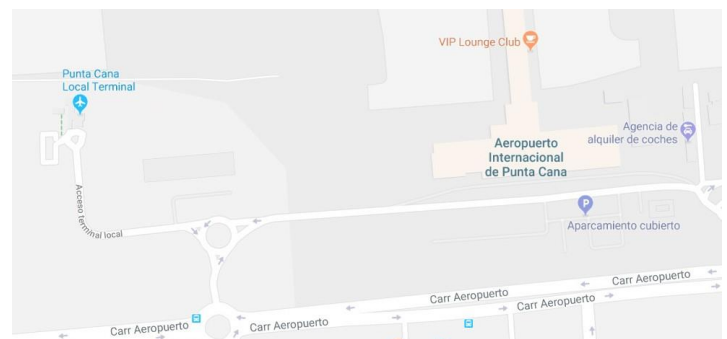 VIP Lounge Club
Punta Cana
Local Terminal
Agencia de
alquiler de coches
Aeropuerto
Internacional
de Punta Cana
Acceso Terminal local
P
Aparcamiento cubierto
Carr Aeropuerto
Carr Aeropuerto
Carr Aeropuerto
Carr Aeropuerto
Carr Aeropuerto